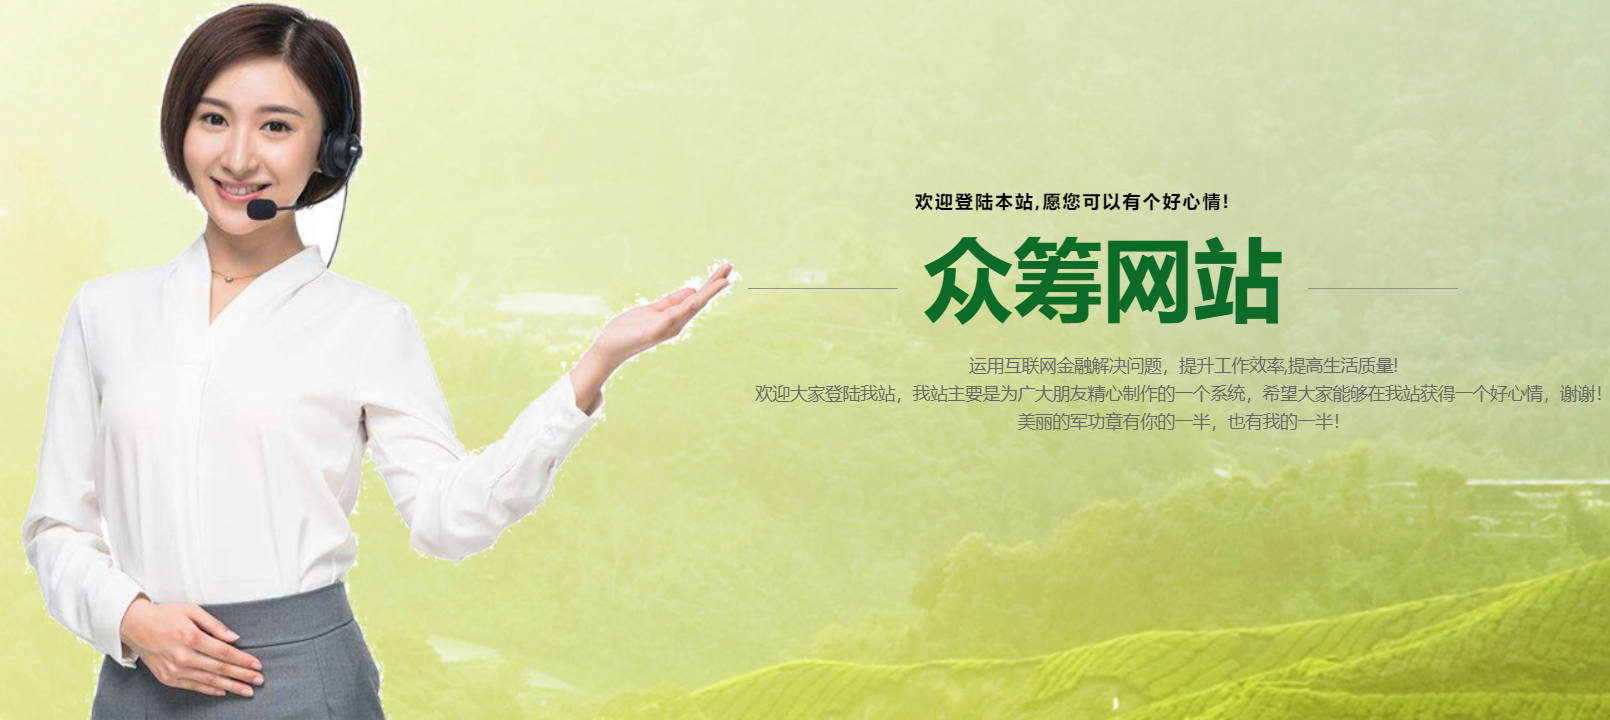 欢迎登陆本站,愿您可以有个好心情!
众筹网站
运用互联网金融解决问题，提升工作效率,提高生活质量!
欢迎大家登陆我站，我站主要是为广大朋友精心制作的一个系统，希望大家能够在我站获得一个好心情，谢谢！
美丽的军功章有你的一半，也有我的一半！